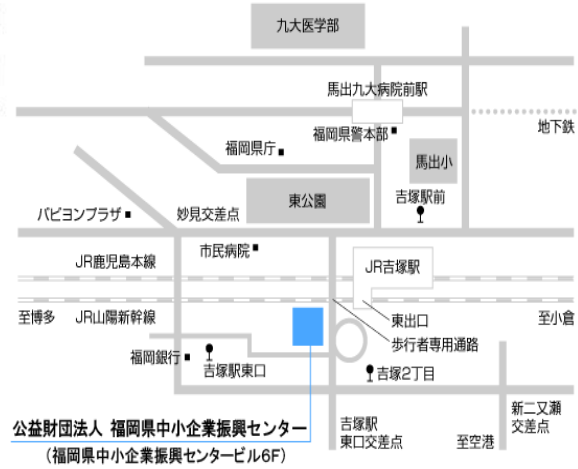 九大医学部
馬出九大病院前駅
地下鉄
福岡県警本部
福岡県庁
馬出小
東公園
吉塚駅前
パピヨンプラザ
妙見交差点
市民病院
JR吉塚駅
JR鹿児島本線
至博多
JR山陽新幹線
東出口
至小倉
歩行者専用通路
福岡銀行
吉塚駅東口
吉塚2丁目
公益財団法人 福岡県中小企業振興センター
(福岡県中小企業振興センタービル6F)
吉塚駅
東口交差点
至空港
新二又瀬
交差点